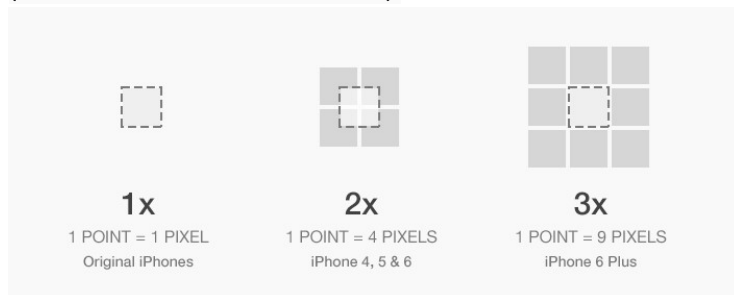 1x
1 POINT = 1 PIXEL
Original iPhones
2x
1 POINT = 4 PIXELS
iPhone 4, 5 & 6
3x
1 POINT = 9 PIXELS
iPhone 6 Plus